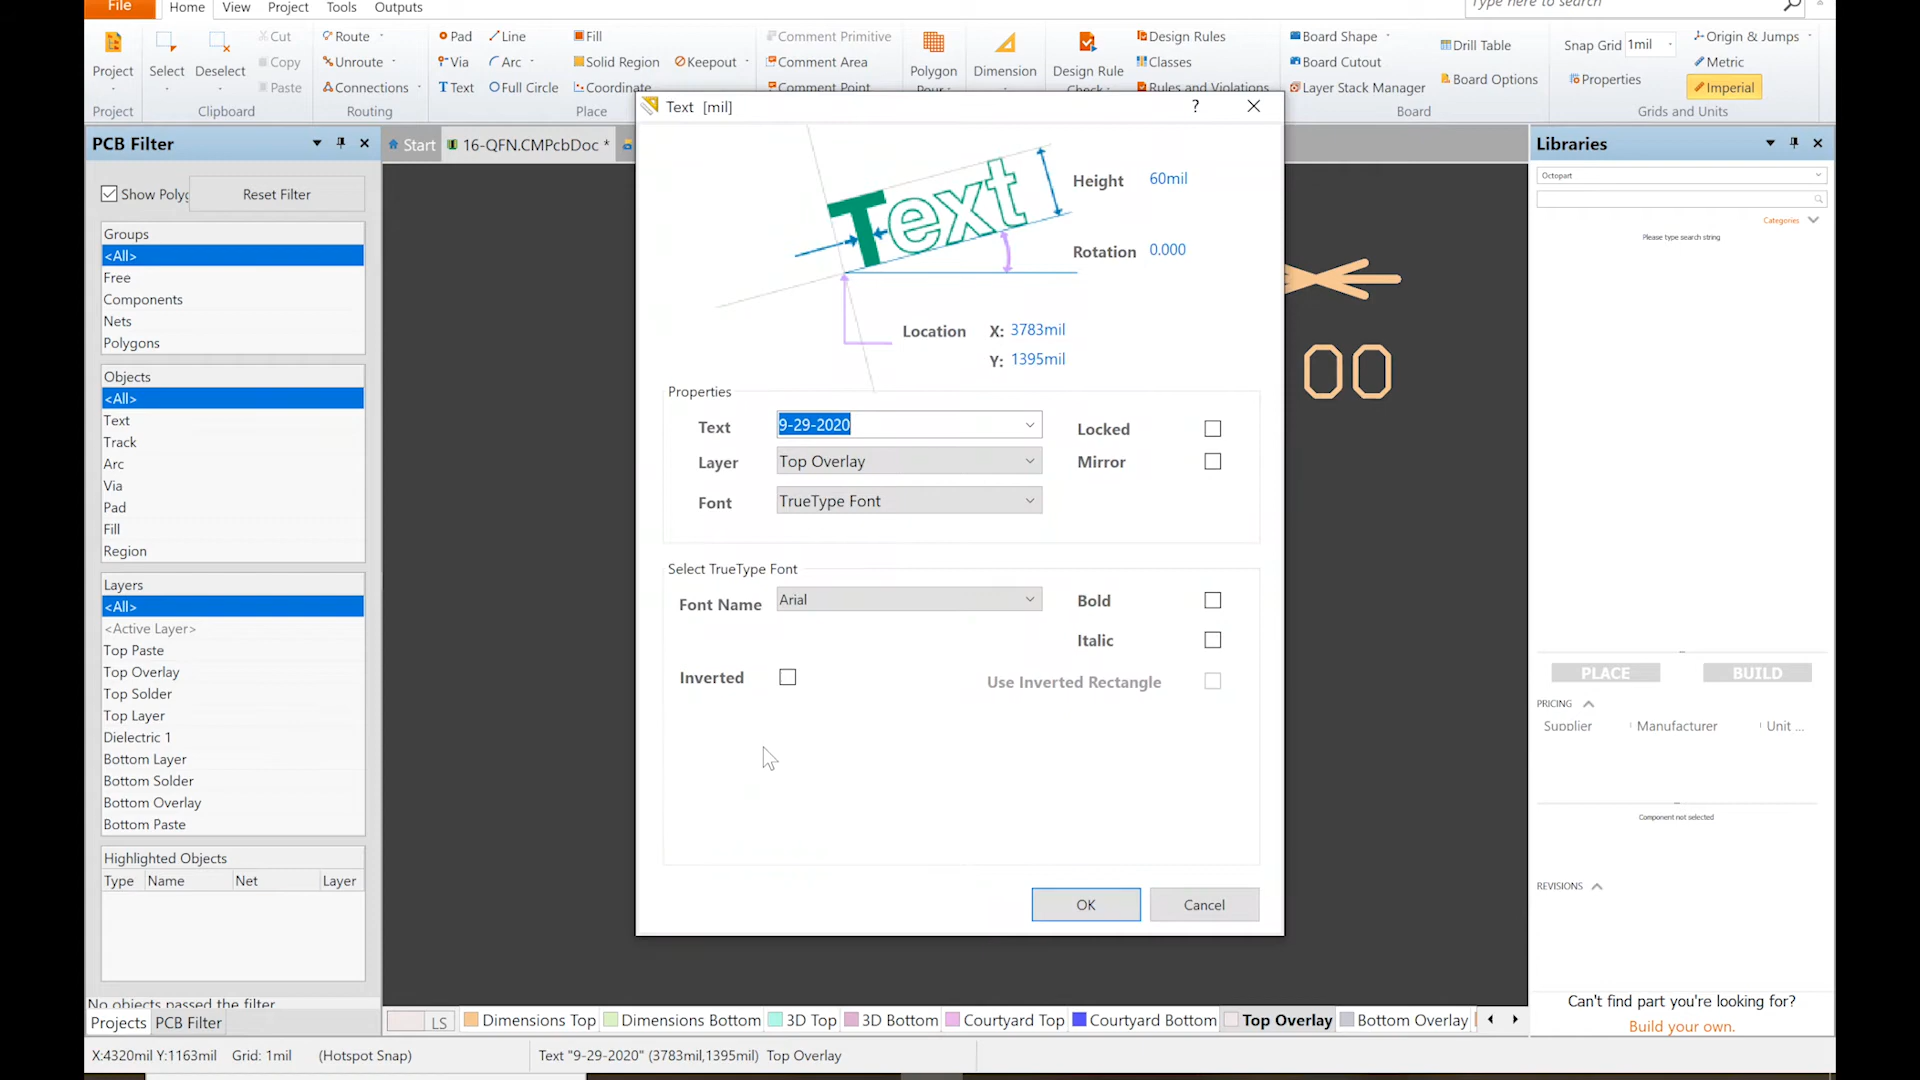 File Home View Project Tools Outputs
Type here to search
Project Select Deselect Cut Copy Paste
Route Unroute Connections
Pad Line Fill
Via Arc Solid Region Keepout
Text Full Circle Coordinate
Comment Primitive
Comment Area
Comment Point
Polygon Pour
Dimension
Design Rule Check
Design Rules
Classes
Rules and Violations
Board Shape
Board Cutout
Layer Stack Manager
Drill Table
Board Options
Snap Grid 1mil
Properties
Origin & Jumps
Metric
Imperial
Project Clipboard Routing Place Board Grids and Units
PCB Filter
Start 16-QFN.CMPcbDoc *
Show Polyg Reset Filter
Groups
<All>
Free
Components
Nets
Polygons
Objects
<All>
Text
Track
Arc
Via
Pad
Fill
Region
Layers
<All>
<Active Layer>
Top Paste
Top Overlay
Top Solder
Top Layer
Dielectric 1
Bottom Layer
Bottom Solder
Bottom Overlay
Bottom Paste
Highlighted Objects
Type Name Net Layer
No objects passed the filter
Projects PCB Filter
Text [mil] ?
Text
Height 60mil
Rotation 0.000
Location X: 3783mil
Y: 1395mil
Properties
Text 9-29-2020 Locked
Layer Top Overlay Mirror
Font TrueType Font
Select TrueType Font
Font Name Arial Bold
Italic
Inverted Use Inverted Rectangle
OK Cancel
00
Libraries
Octopart
Categories
Please type search string
PLACE BUILD
PRICING
Supplier Manufacturer Unit ...
Component not selected
REVISIONS
Can't find part you're looking for?
Build your own.
LS Dimensions Top Dimensions Bottom 3D Top 3D Bottom Courtyard Top Courtyard Bottom Top Overlay Bottom Overlay
X:4320mil Y:1163mil Grid: 1mil (Hotspot Snap) Text "9-29-2020" (3783mil,1395mil) Top Overlay